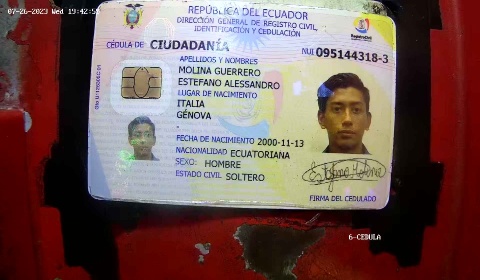 07-26-2023 Wed 19:42:5
REPÚBLICA DEL ECUADOR
DIRECCIÓN GENERAL DE REGISTRO CIVIL,
IDENTIFICACIÓN Y CEDULACIÓN
CÉDULA DE CIUDADANÍA
NUI 095144318-3
APELLIDOS Y NOMBRES
MOLINA GUERRERO
ESTEFANO ALESSANDRO
LUGAR DE NACIMIENTO
ITALIA
GÉNOVA
-
FECHA DE NACIMIENTO 2000-11-13
NACIONALIDAD ECUATORIANA
SEXO: HOMBRE
ESTADO CIVIL SOLTERO
FIRMA DEL CEDULADO
6-CEDULA